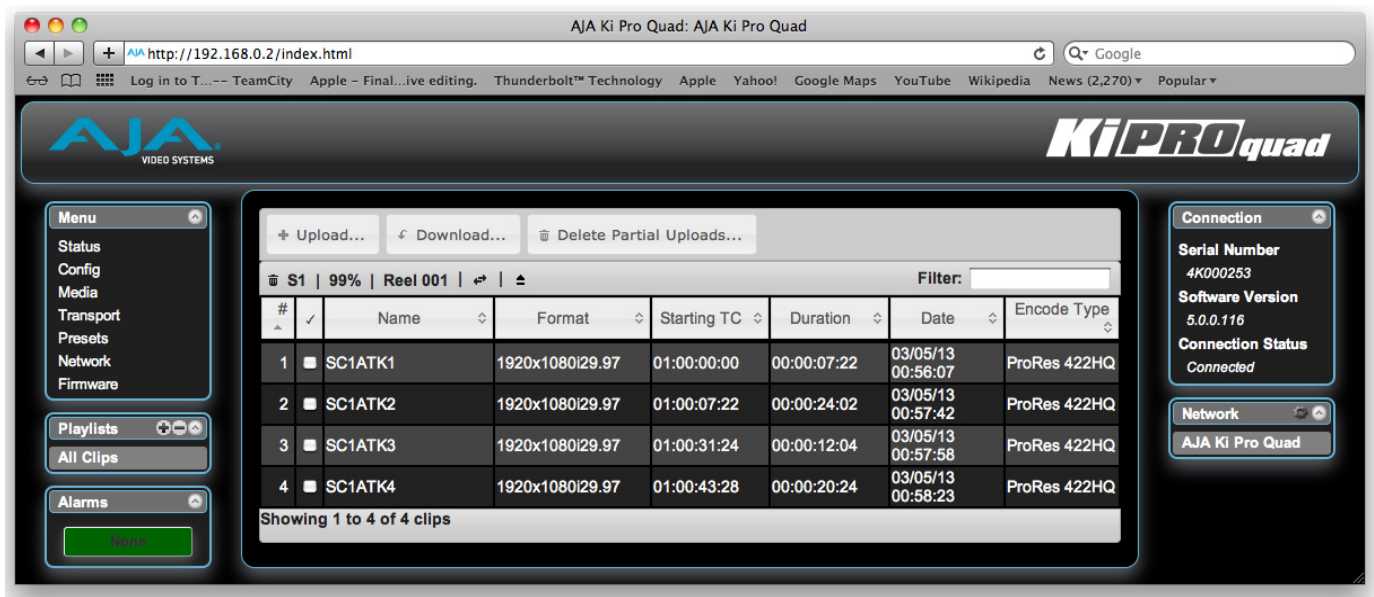 AJA Ki Pro Quad: AJA Ki Pro Quad
AJA http://192.168.0.2/index.html
Google
Log in to T...-- TeamCity Apple – Final...ive editing. Thunderbolt™ Technology Apple Yahoo! Google Maps YouTube Wikipedia News (2,270) Popular
AJA
VIDEO SYSTEMS
KiPROquad
Menu
Status
Config
Media
Transport
Presets
Network
Firmware
Playlists
All Clips
Alarms
None
Upload... Download... Delete Partial Uploads...
S1 | 99% | Reel 001 | | Filter:
# ✓ Name Format Starting TC Duration Date Encode Type
1 SC1ATK1 1920x1080i29.97 01:00:00:00 00:00:07:22 03/05/13 00:56:07 ProRes 422HQ
2 SC1ATK2 1920x1080i29.97 01:00:07:22 00:00:24:02 03/05/13 00:57:42 ProRes 422HQ
3 SC1ATK3 1920x1080i29.97 01:00:31:24 00:00:12:04 03/05/13 00:57:58 ProRes 422HQ
4 SC1ATK4 1920x1080i29.97 01:00:43:28 00:00:20:24 03/05/13 00:58:23 ProRes 422HQ
Showing 1 to 4 of 4 clips
Connection
Serial Number
4K000253
Software Version
5.0.0.116
Connection Status
Connected
Network
AJA Ki Pro Quad